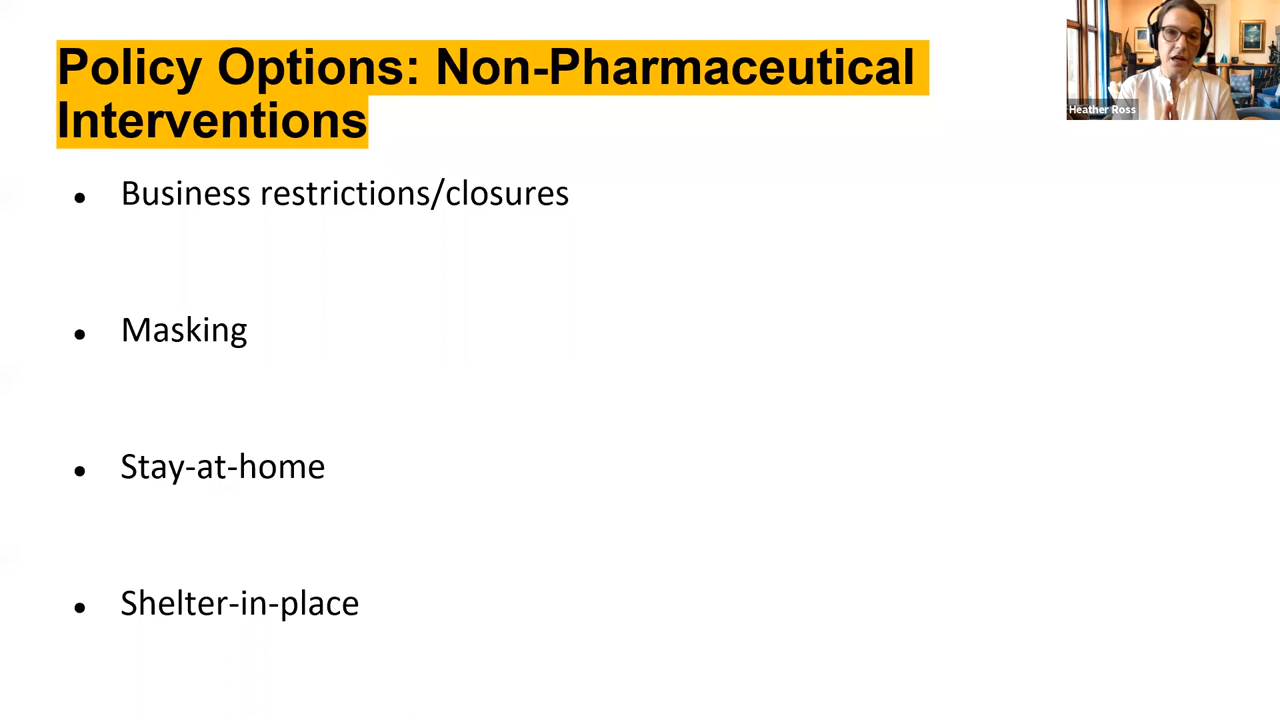 Policy Options: Non-Pharmaceutical
Interventions
Heather Ross
• Business restrictions/closures
• Masking
• Stay-at-home
• Shelter-in-place